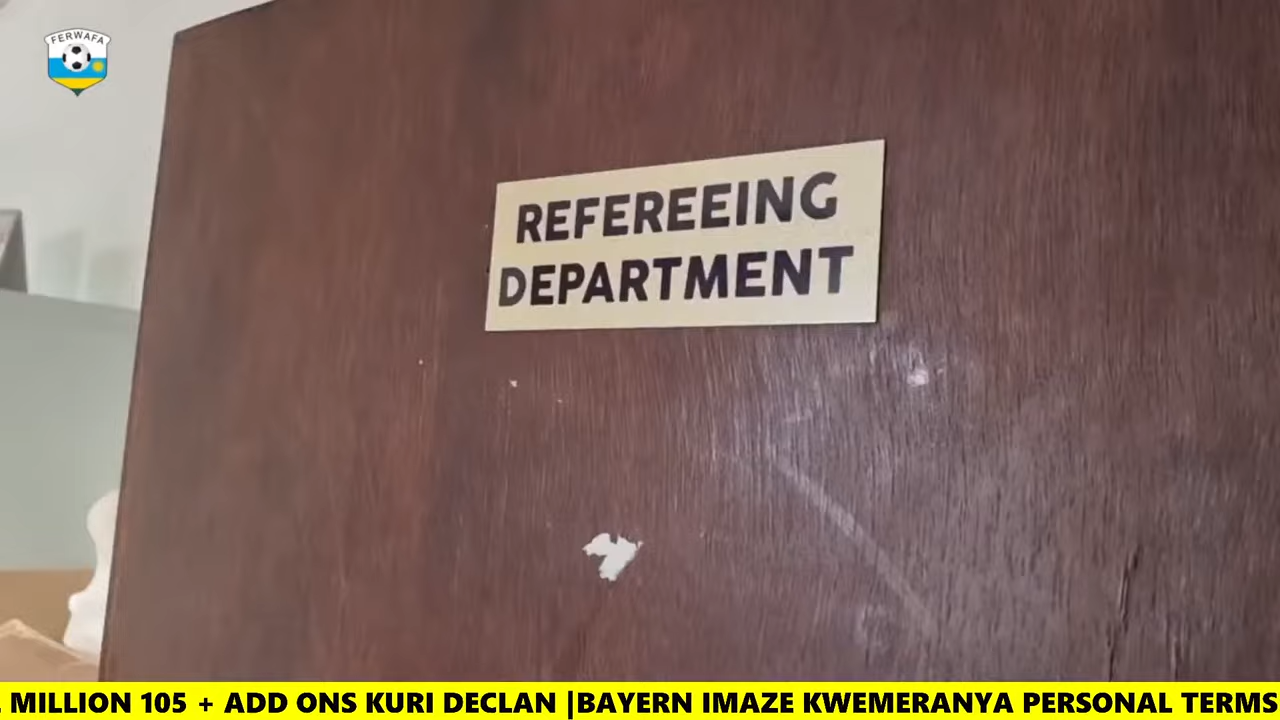 FERWAFA
REFEREEING
DEPARTMENT
MILLION 105 + ADD ONS KURI DECLAN |BAYERN IMAZE KWEMERANYA PERSONAL TERMS